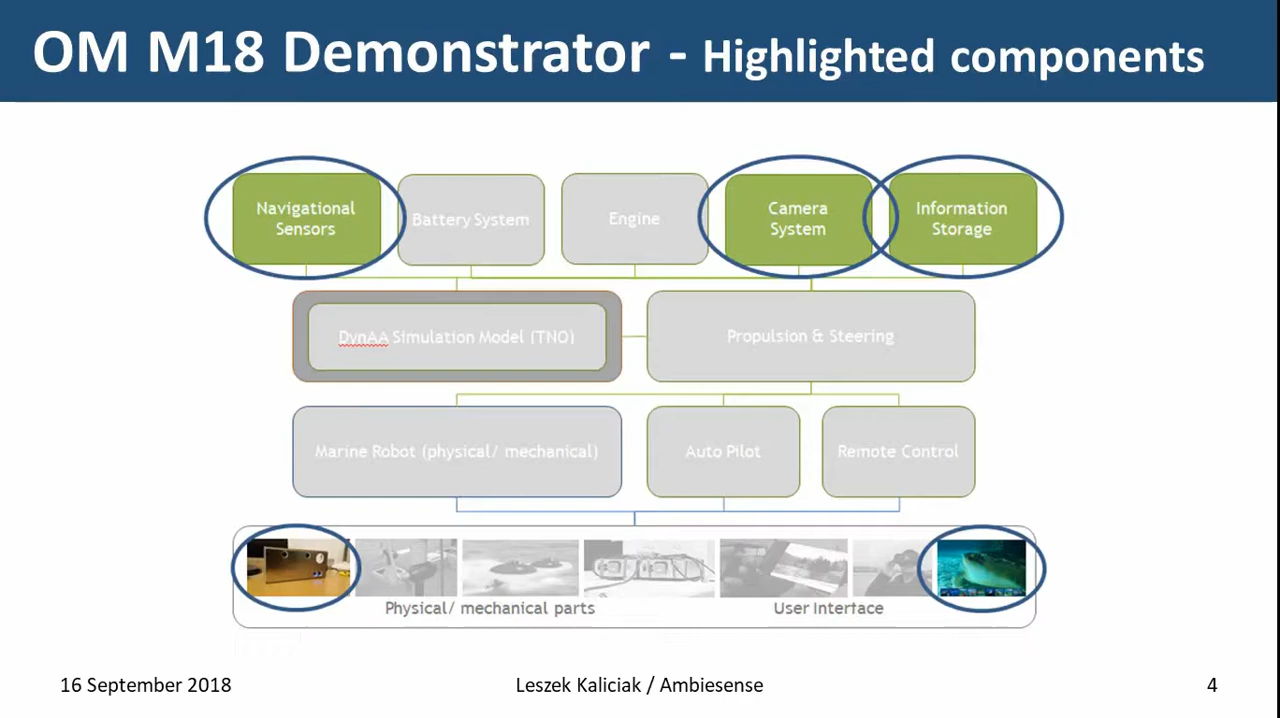 OM M18 Demonstrator - Highlighted components
Navigational
Sensors
Battery System
Engine
Camera
System
Information
Storage
DynAA Simulation Model (TNO)
Propulsion & Steering
Marine Robot (physical/ mechanical)
Auto Pilot
Remote Control
Physical/ mechanical parts
User Interface
16 September 2018
Leszek Kaliciak / Ambiesense
4